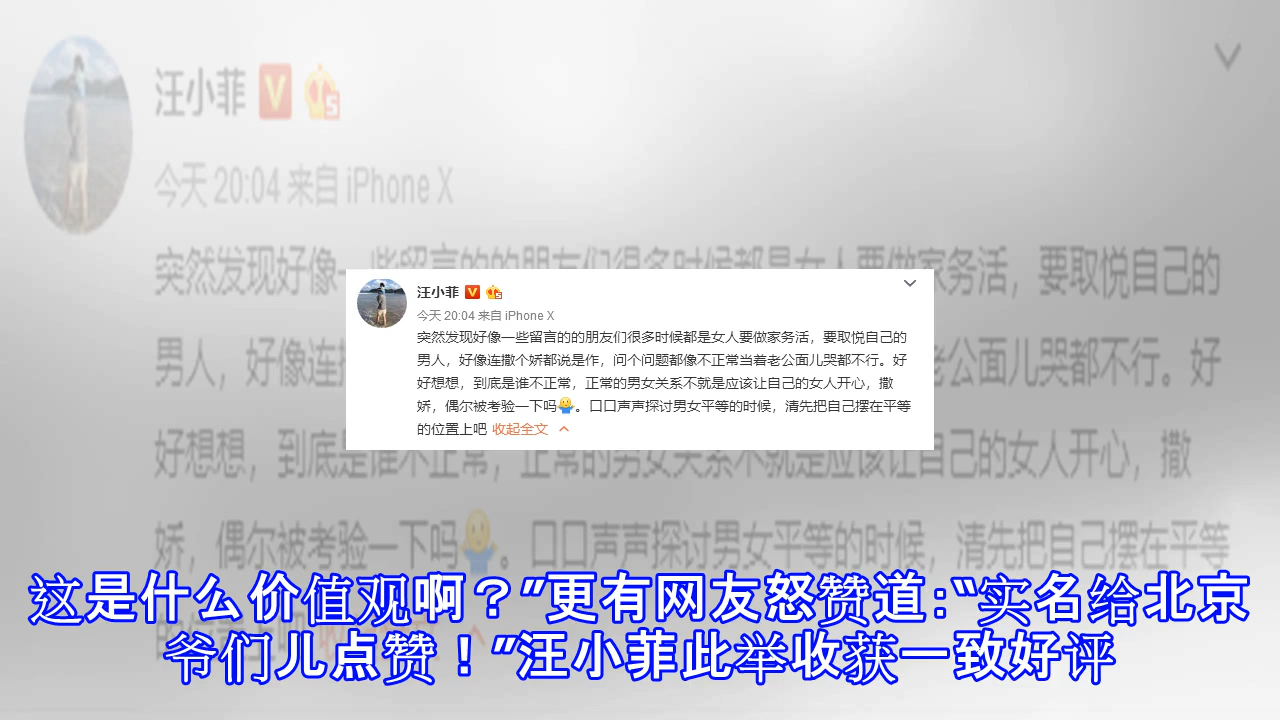 汪小菲
今天 20:04 来自 iPhone X
突然发现好像一些留言的的朋友们很多时候都是女人要做家务活，要取悦自己的
男人，好像连撒个娇都说是作，问个问题都像不正常当着老公面儿哭都不行。好
好想想，到底是谁不正常，正常的男女关系不就是应该让自己的女人开心，撒
娇，偶尔被考验一下吗🤷。口口声声探讨男女平等的时候，清先把自己摆在平等
的位置上吧 收起全文
这是什么价值观啊？”更有网友怒赞道:“实名给北京
爷们儿点赞！”汪小菲此举收获一致好评